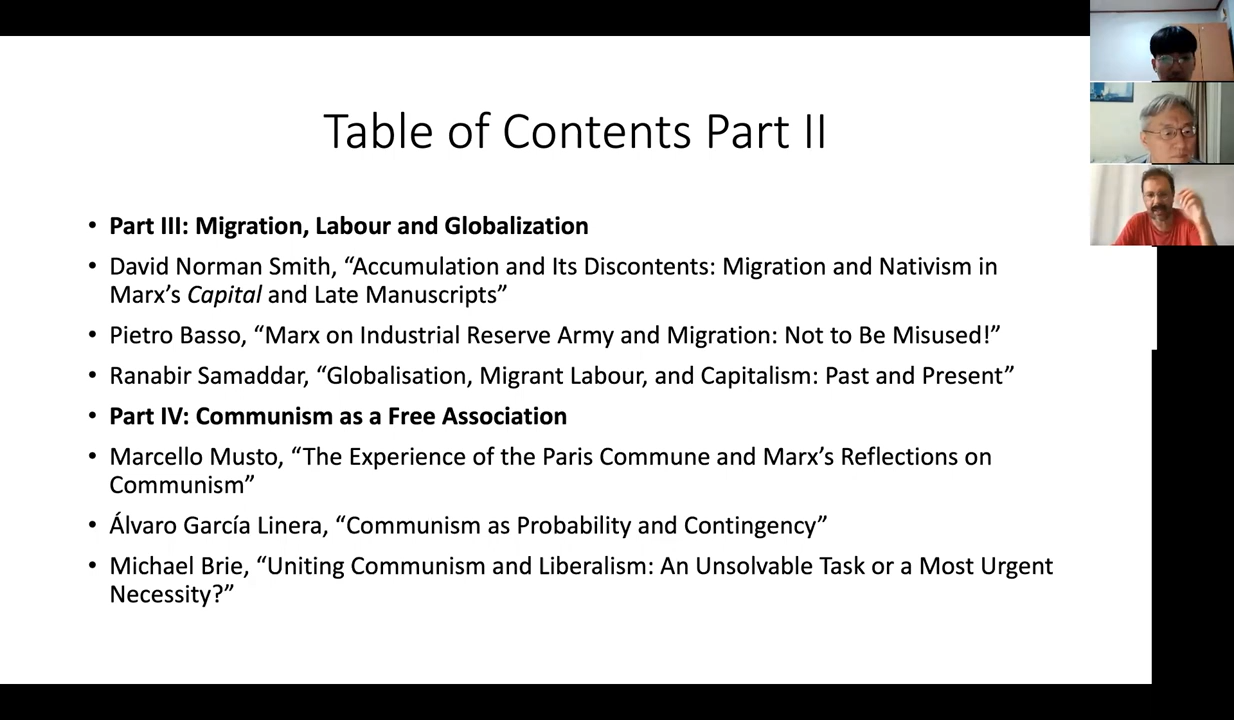 Table of Contents Part II
• Part III: Migration, Labour and Globalization
• David Norman Smith, “Accumulation and Its Discontents: Migration and Nativism in
Marx’s Capital and Late Manuscripts”
• Pietro Basso, “Marx on Industrial Reserve Army and Migration: Not to Be Misused!”
• Ranabir Samaddar, “Globalisation, Migrant Labour, and Capitalism: Past and Present”
• Part IV: Communism as a Free Association
• Marcello Musto, “The Experience of the Paris Commune and Marx’s Reflections on
Communism”
• Álvaro García Linera, “Communism as Probability and Contingency”
• Michael Brie, “Uniting Communism and Liberalism: An Unsolvable Task or a Most Urgent
Necessity?”